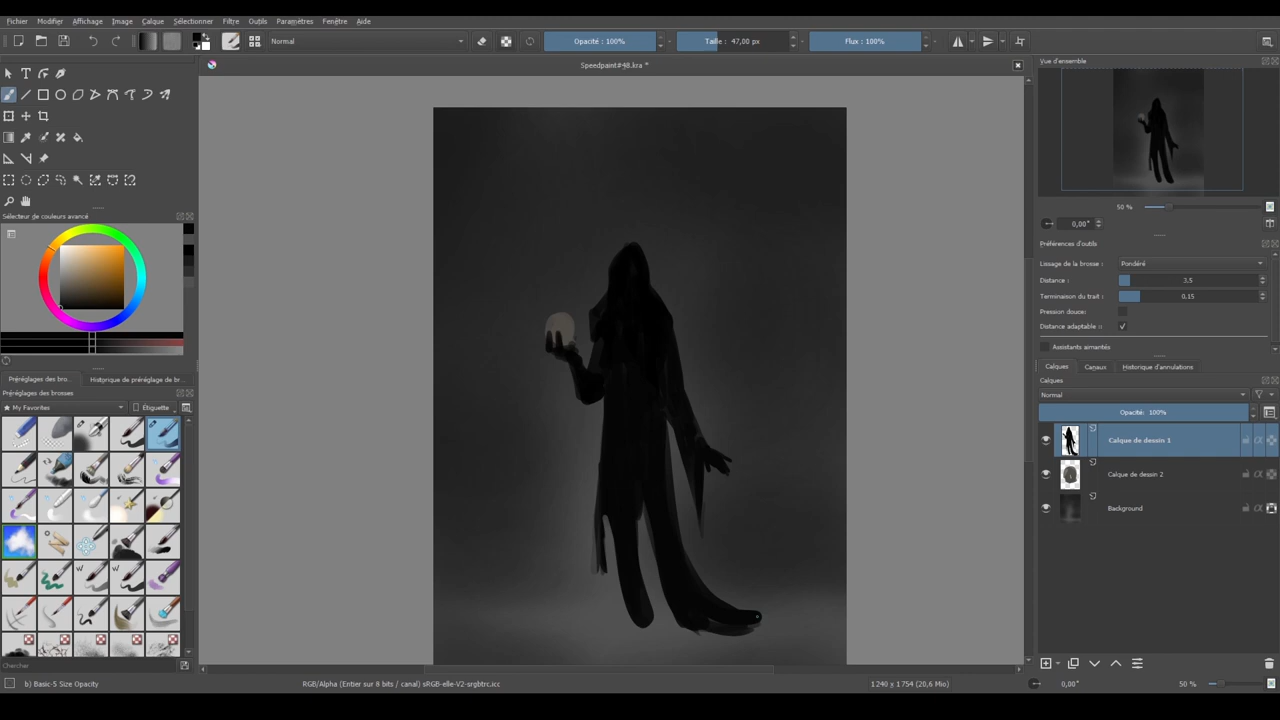 Fichier Modifier Affichage Image Calque Sélectionner Filtre Outils Paramètres Fenêtre Aide
Normal
Opacité : 100%
Taille : 47,00 px
Flux : 100%
Speedpaint#48.kra *
Vue d'ensemble
50 %
0,00°
Sélecteur de couleurs avancé
Préférences d'outils
Lissage de la brosse :
Pondéré
Distance :
3,5
Terminaison du trait :
0,15
Pression douce:
Distance adaptable ::
Assistants aimantés
Calques
Canaux
Historique d'annulations
Calques
Normal
Opacité: 100%
Calque de dessin 1
Calque de dessin 2
Background
Préréglages des bro...
Historique de préréglage de br...
Préréglages des brosses
My Favorites
Étiquette
Chercher
b) Basic-5 Size Opacity
RGB/Alpha (Entier sur 8 bits / canal) sRGB-elle-V2-srgbtrc.icc
1 240 x 1 754 (20,6 Mio)
0,00°
50 %